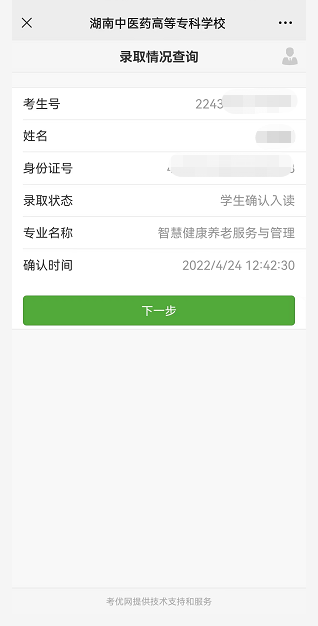 湖南中医药高等专科学校
录取情况查询
考生号 2243
姓名
身份证号
录取状态 学生确认入读
专业名称 智慧健康养老服务与管理
确认时间 2022/4/24 12:42:30
下一步
考优网提供技术支持和服务